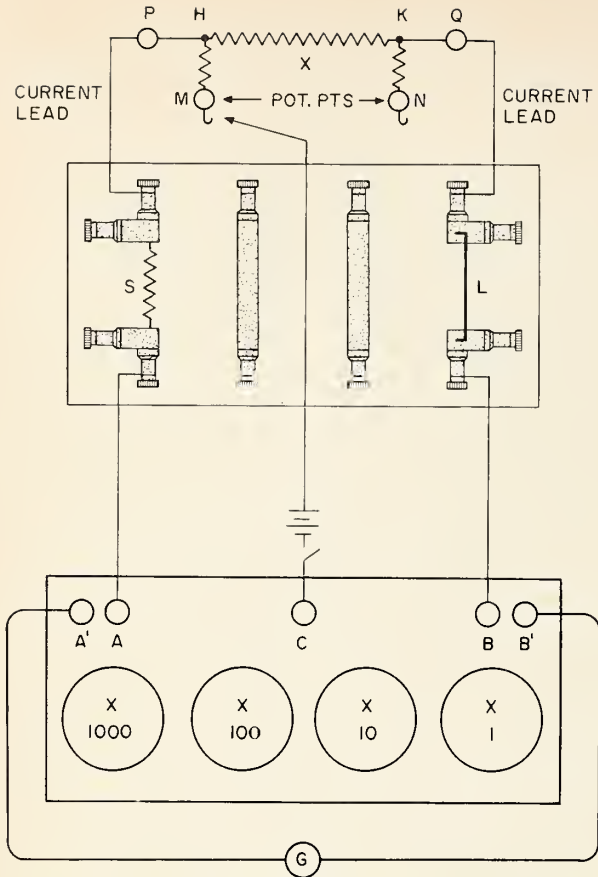 P H K Q
X
CURRENT LEAD
M POT. PTS N
CURRENT LEAD
S L
A' A C B B'
X 1000
X 100
X 10
X 1
G